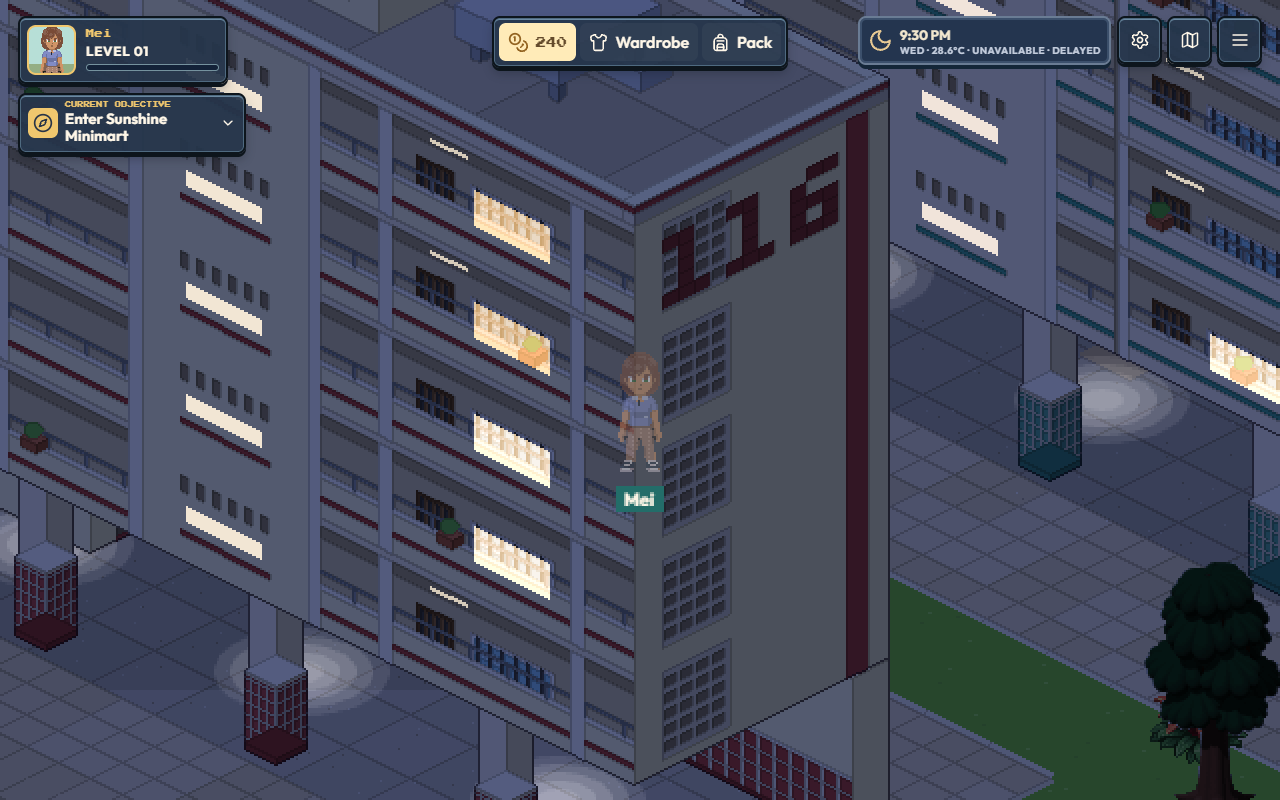 Mei
LEVEL 01
240
Wardrobe
Pack
9:30 PM
WED · 28.6°C · UNAVAILABLE · DELAYED
CURRENT OBJECTIVE
Enter Sunshine
Minimart
116
Mei